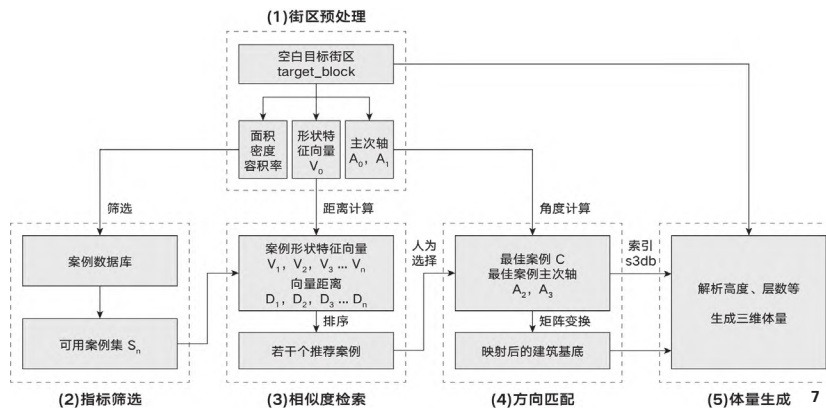 (1)街区预处理
空白目标街区
target_block
面积
密度
容积率
形状特
征向量
V₀
主次轴
A₀，A₁
筛选
距离计算
角度计算
案例数据库
可用案例集 Sₙ
(2)指标筛选
案例形状特征向量
V₁，V₂，V₃ … Vₙ
向量距离
D₁，D₂，D₃ … Dₙ
排序
若干个推荐案例
(3)相似度检索
人为
选择
最佳案例 C
最佳案例主次轴
A₂，A₃
矩阵变换
映射后的建筑基底
(4)方向匹配
索引
s3db
解析高度、层数等
生成三维体量
(5)体量生成
7